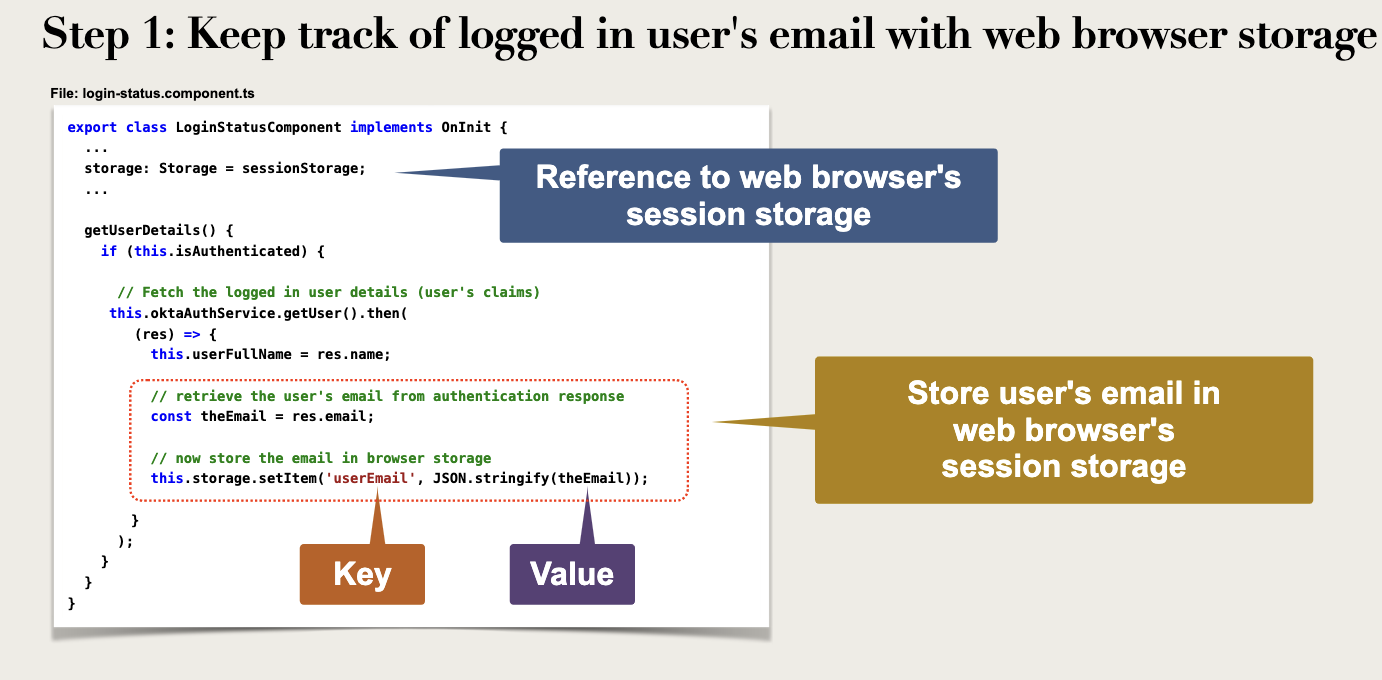 Step 1: Keep track of logged in user's email with web browser storage
File: login-status.component.ts
export class LoginStatusComponent implements OnInit {
...
storage: Storage = sessionStorage;
...
Reference to web browser's
session storage
getUserDetails() {
if (this.isAuthenticated) {
// Fetch the logged in user details (user's claims)
this.oktaAuthService.getUser().then(
(res) => {
this.userFullName = res.name;
// retrieve the user's email from authentication response
const theEmail = res.email;
// now store the email in browser storage
this.storage.setItem('userEmail', JSON.stringify(theEmail));
Store user's email in
web browser's
session storage
}
);
}
}
}
Key
Value